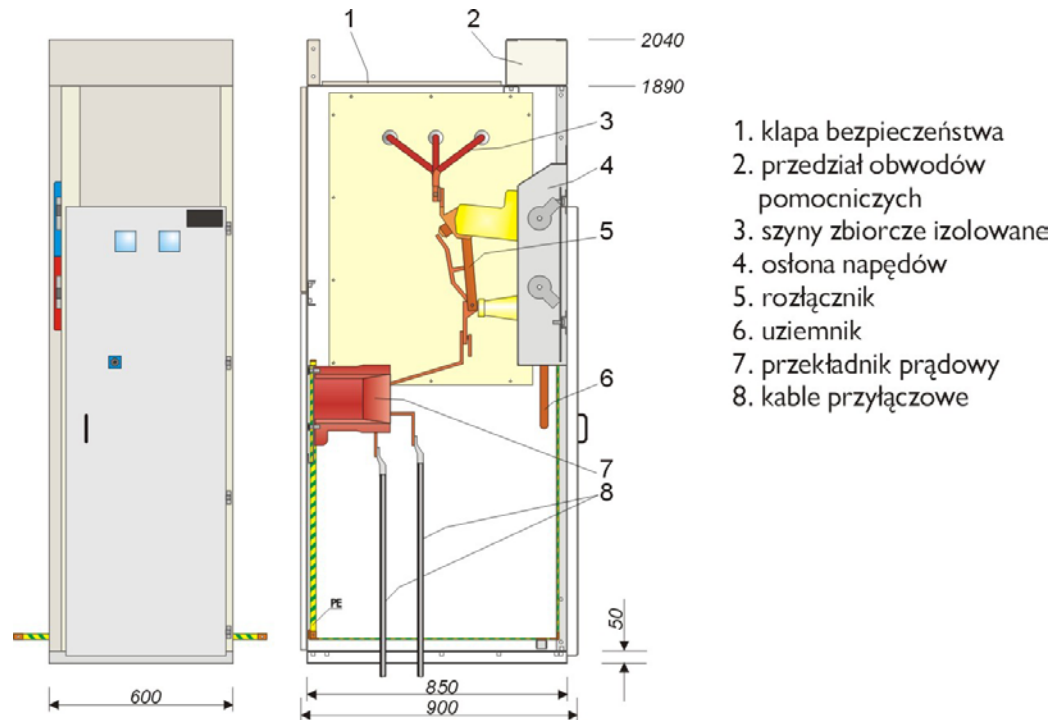 1
2
2040
1890
3
4
5
6
7
8
PE
50
600
850
900
1. klapa bezpieczeństwa
2. przedział obwodów
pomocniczych
3. szyny zbiorcze izolowane
4. osłona napędów
5. rozłącznik
6. uziemnik
7. przekładnik prądowy
8. kable przyłączowe